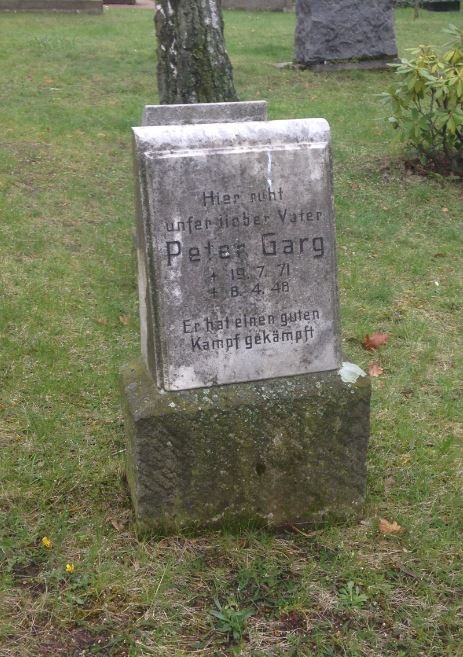 Hier ruht
unser lieber Vater
Peter Garg
* 19. 7. 71
+ 8. 4. 48
Er hat einen guten
Kampf gekämpft